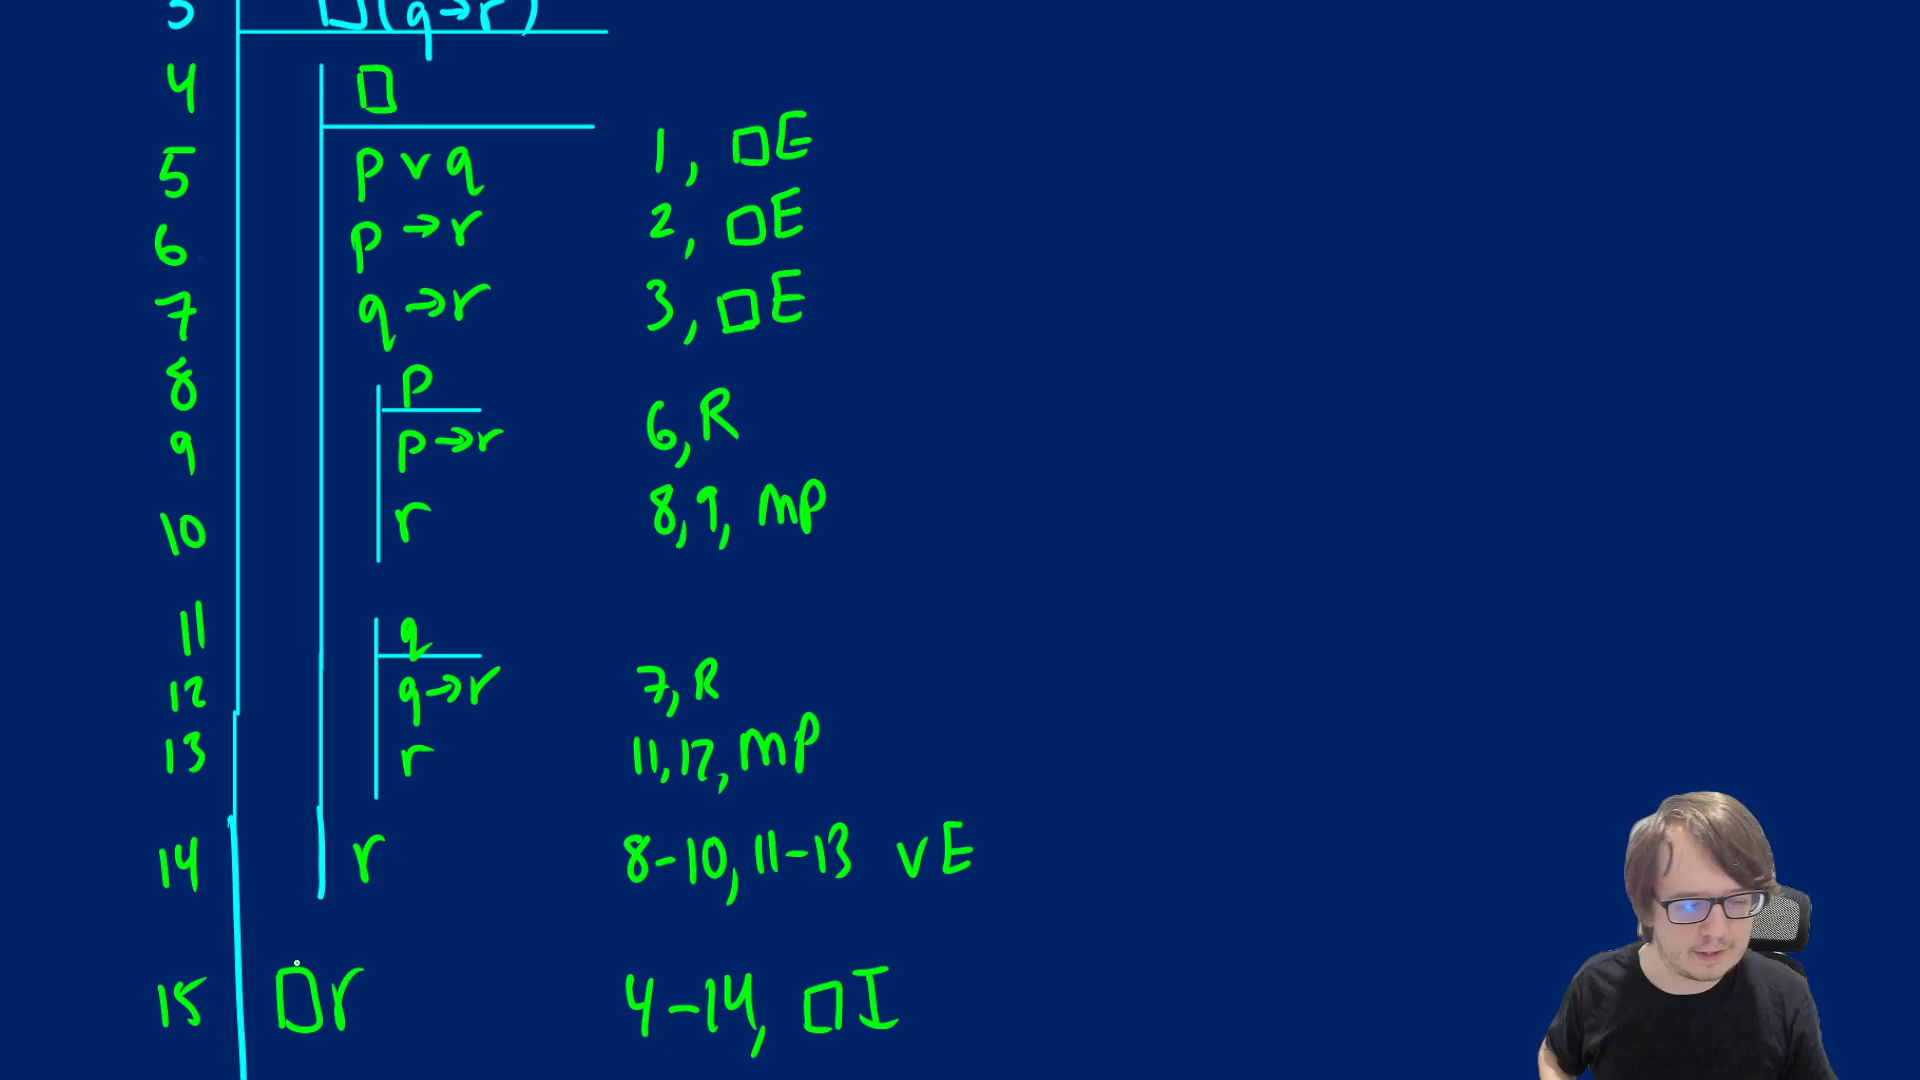 3 □(q→r)
4 □
5 p v q 1, □E
6 p→r 2, □E
7 q→r 3, □E
8 p
9 p→r 6, R
10 r 8,9, mp
11 q
12 q→r 7, R
13 r 11,12, mp
14 r 8-10, 11-13 vE
15 □r 4-14, □I